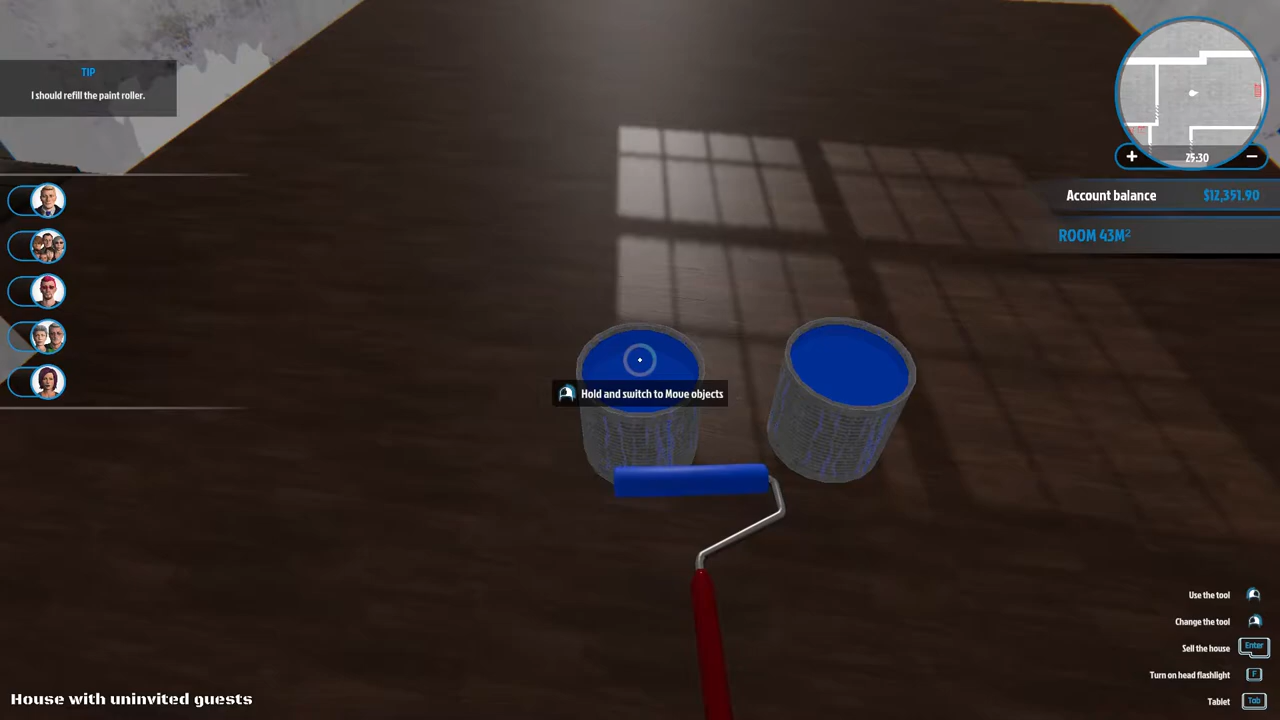 TIP
I should refill the paint roller.
25:30
Account balance $12,351.90
ROOM 43M²
Hold and switch to Move objects
Use the tool
Change the tool
Sell the house Enter
Turn on head flashlight F
Tablet Tab
House with uninvited guests